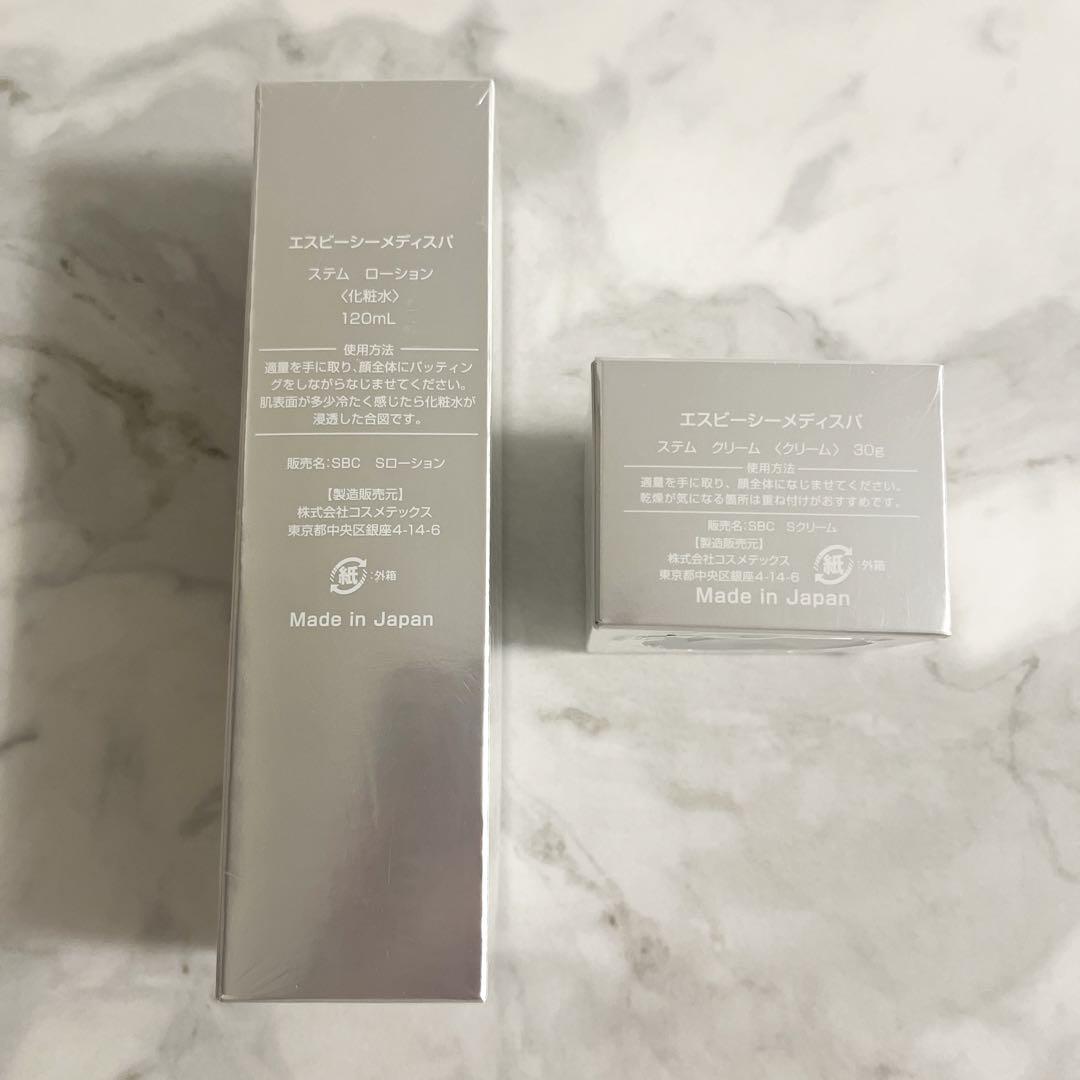 エスビーシーメディスパ
ステム　ローション
〈化粧水〉
120mL
使用方法
適量を手に取り、顔全体にパッティン
グをしながらなじませてください。
肌表面が多少冷たく感じたら化粧水が
浸透した合図です。
販売名:SBC　Sローション
【製造販売元】
株式会社コスメテックス
東京都中央区銀座4-14-6
紙:外箱
Made in Japan
エスビーシーメディスパ
ステム　クリーム　〈クリーム〉　30g
使用方法
適量を手に取り、顔全体になじませてください。
乾燥が気になる箇所は重ね付けがおすすめです。
販売名:SBC　Sクリーム
【製造販売元】
株式会社コスメテックス
東京都中央区銀座4-14-6
紙:外箱
Made in Japan